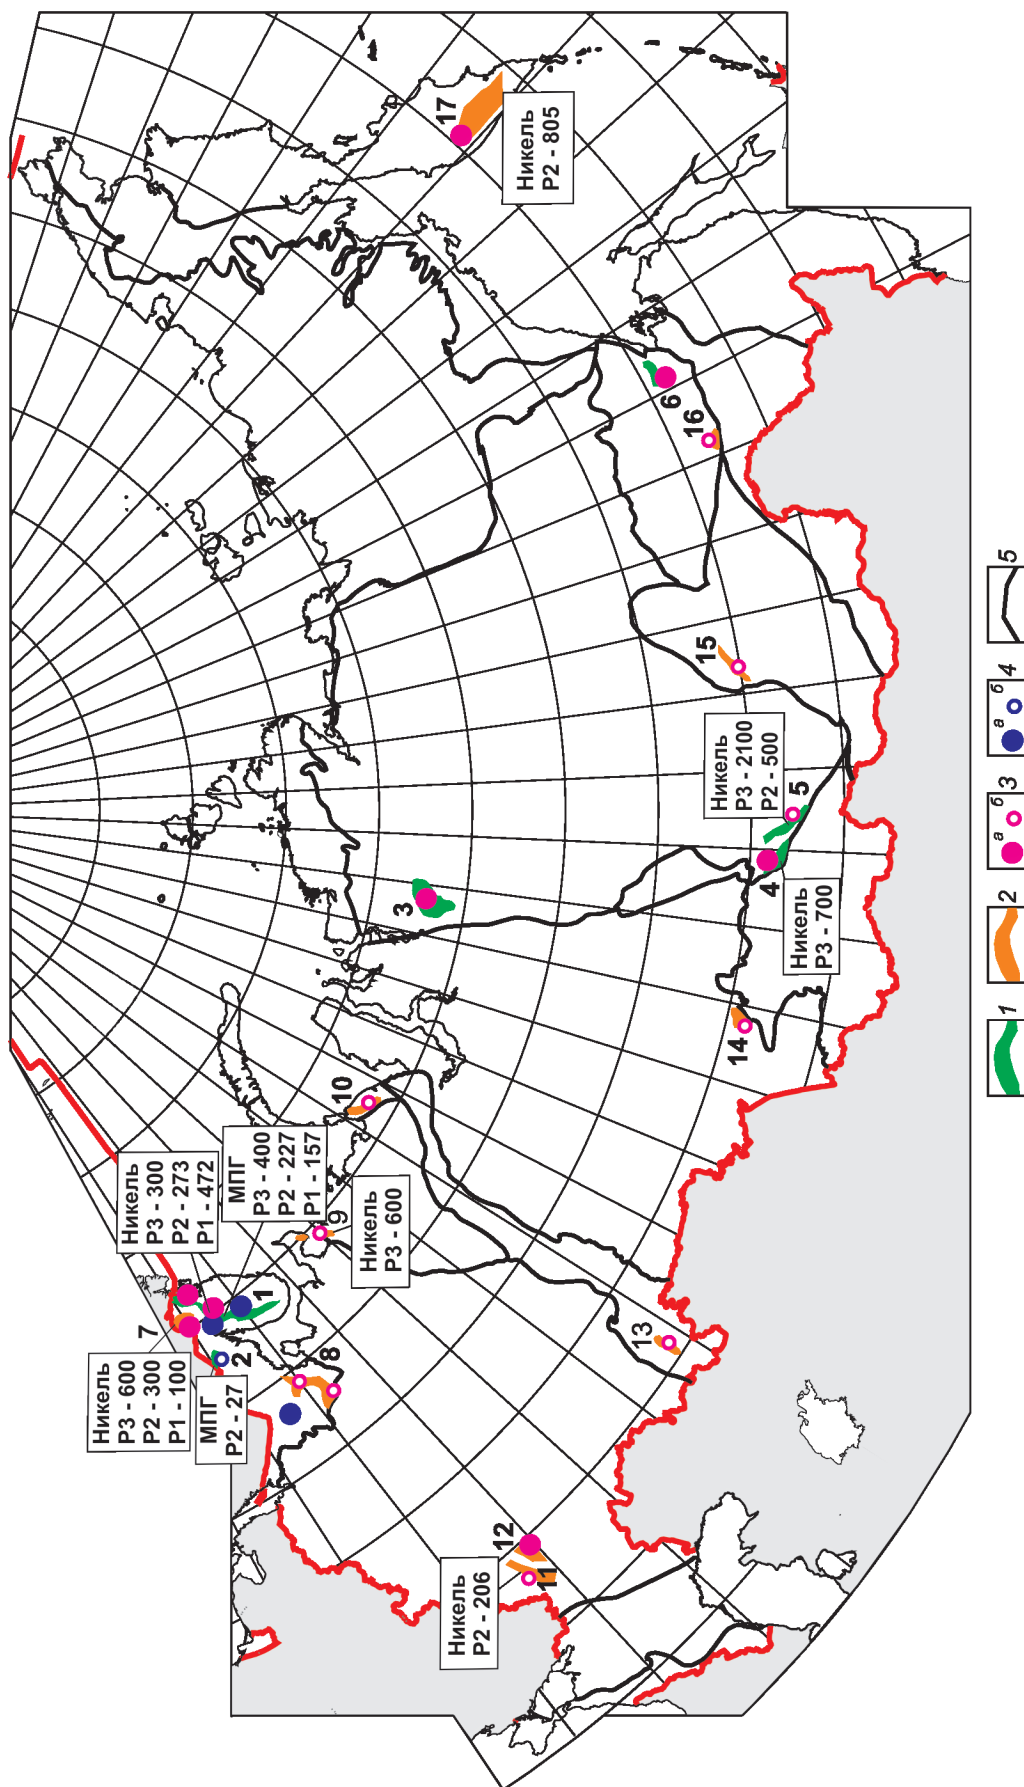 17
Никель
P2 - 805
6
16
15
Никель
P3 - 2100
P2 - 500
5
4
Никель
P3 - 700
3
14
10
МПГ
P3 - 400
P2 - 227
P1 - 157
Никель
P3 - 300
P2 - 273
P1 - 472
9
Никель
P3 - 600
1
7
2
8
Никель
P3 - 600
P2 - 300
P1 - 100
МПГ
P2 - 27
13
12
11
Никель
P2 - 206
1
2
а
б
3
а
б
4
5